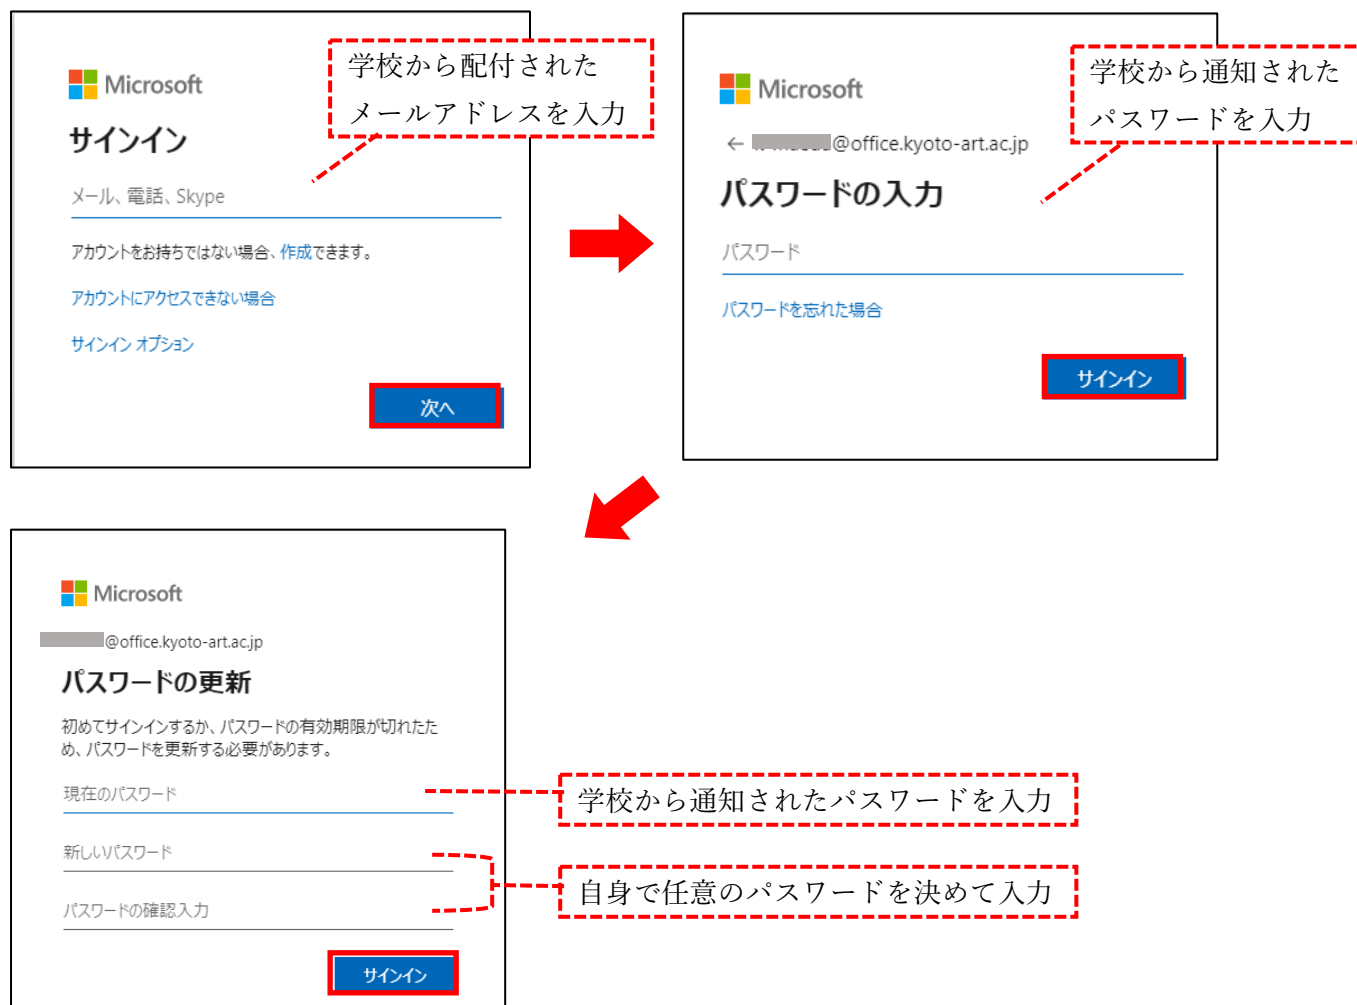 Microsoft
サインイン
メール、電話、Skype
アカウントをお持ちではない場合、作成できます。
アカウントにアクセスできない場合
サインイン オプション
次へ
学校から配付された
メールアドレスを入力
Microsoft
← @office.kyoto-art.ac.jp
パスワードの入力
パスワード
パスワードを忘れた場合
サインイン
学校から通知された
パスワードを入力
Microsoft
@office.kyoto-art.ac.jp
パスワードの更新
初めてサインインするか、パスワードの有効期限が切れたた
め、パスワードを更新する必要があります。
現在のパスワード
新しいパスワード
パスワードの確認入力
サインイン
学校から通知されたパスワードを入力
自身で任意のパスワードを決めて入力